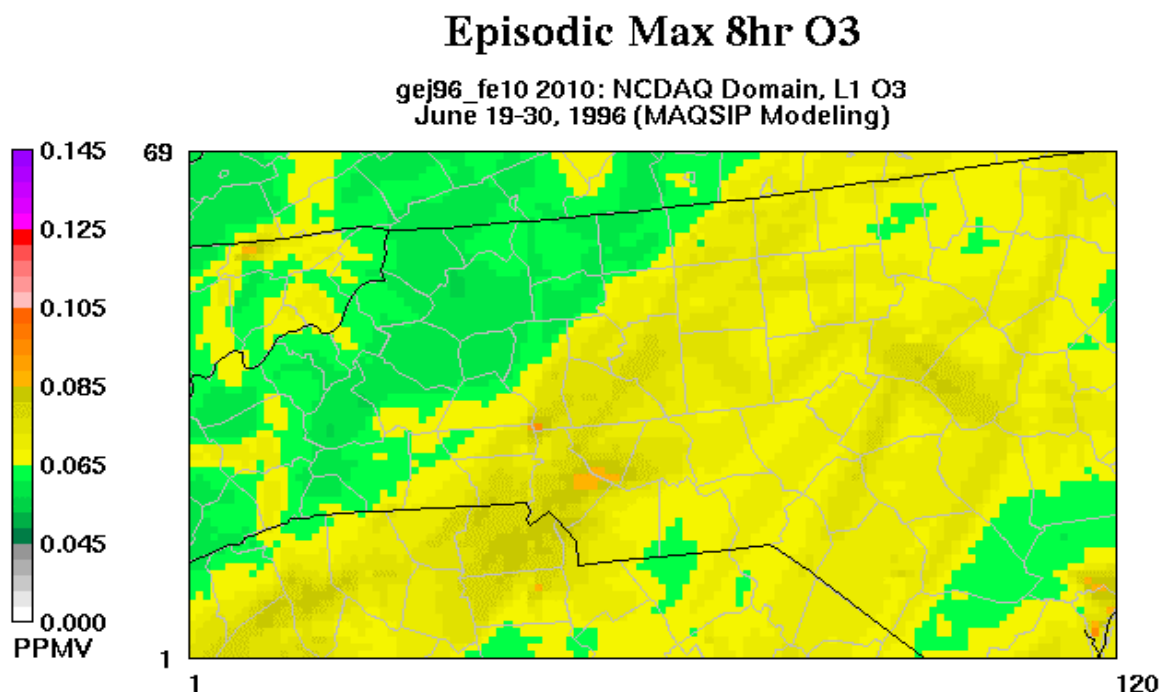 Episodic Max 8hr O3
gej96_fe10 2010: NCDAQ Domain, L1 O3
June 19-30, 1996 (MAQSIP Modeling)
0.145
0.125
0.105
0.085
0.065
0.045
0.000
PPMV
69
1
1
120